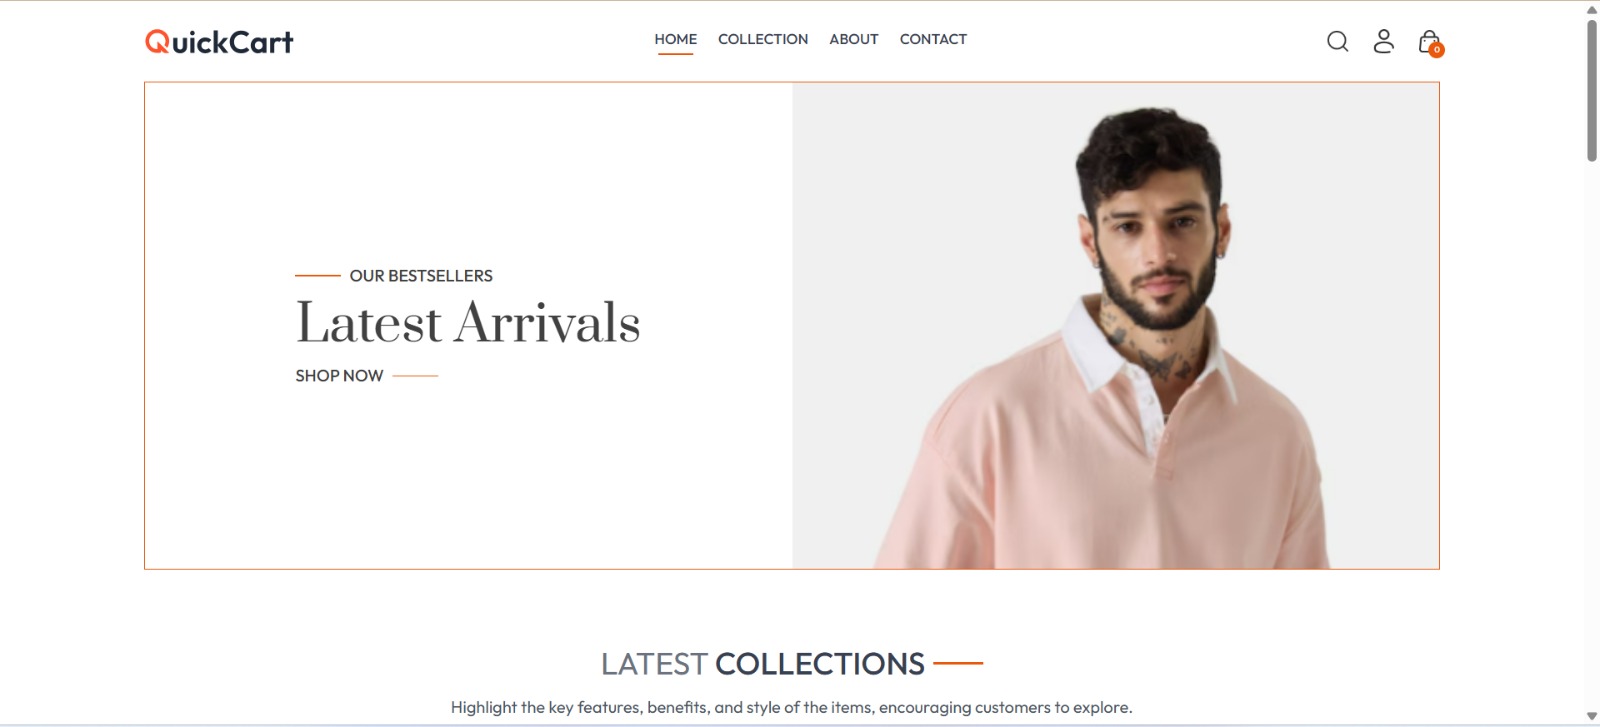 QuickCart
HOME COLLECTION ABOUT CONTACT
0
OUR BESTSELLERS
Latest Arrivals
SHOP NOW
LATEST COLLECTIONS
Highlight the key features, benefits, and style of the items, encouraging customers to explore.